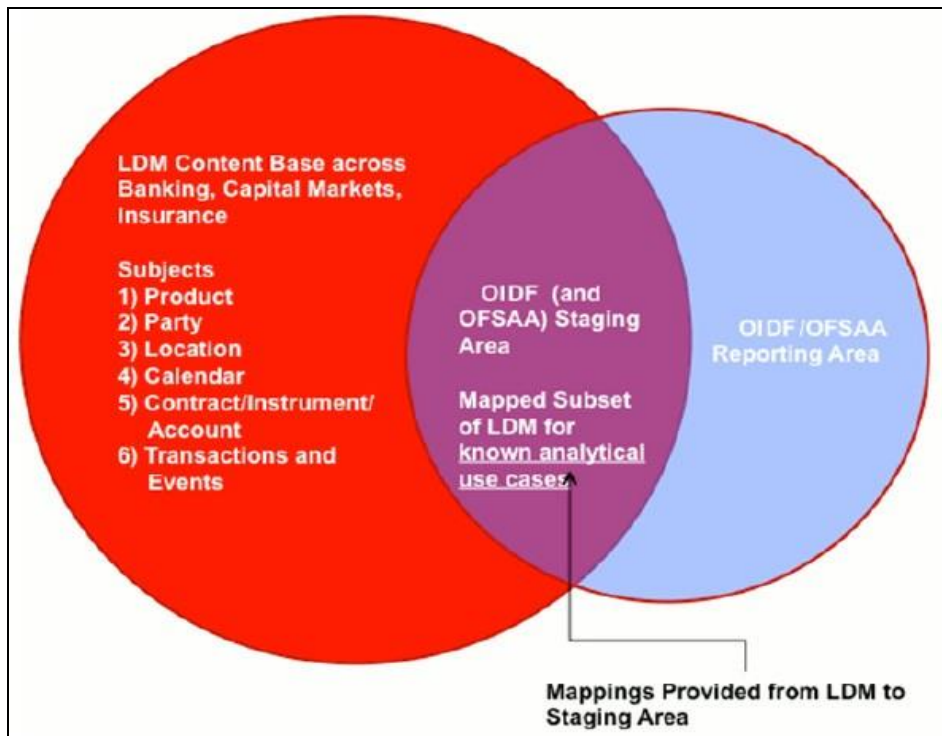 LDM Content Base across
Banking, Capital Markets,
Insurance
Subjects
1) Product
2) Party
3) Location
4) Calendar
5) Contract/Instrument/
Account
6) Transactions and
Events
OIDF (and
OFSAA) Staging
Area
Mapped Subset
of LDM for
known analytical
use cases
OIDF/OFSAA
Reporting Area
Mappings Provided from LDM to
Staging Area